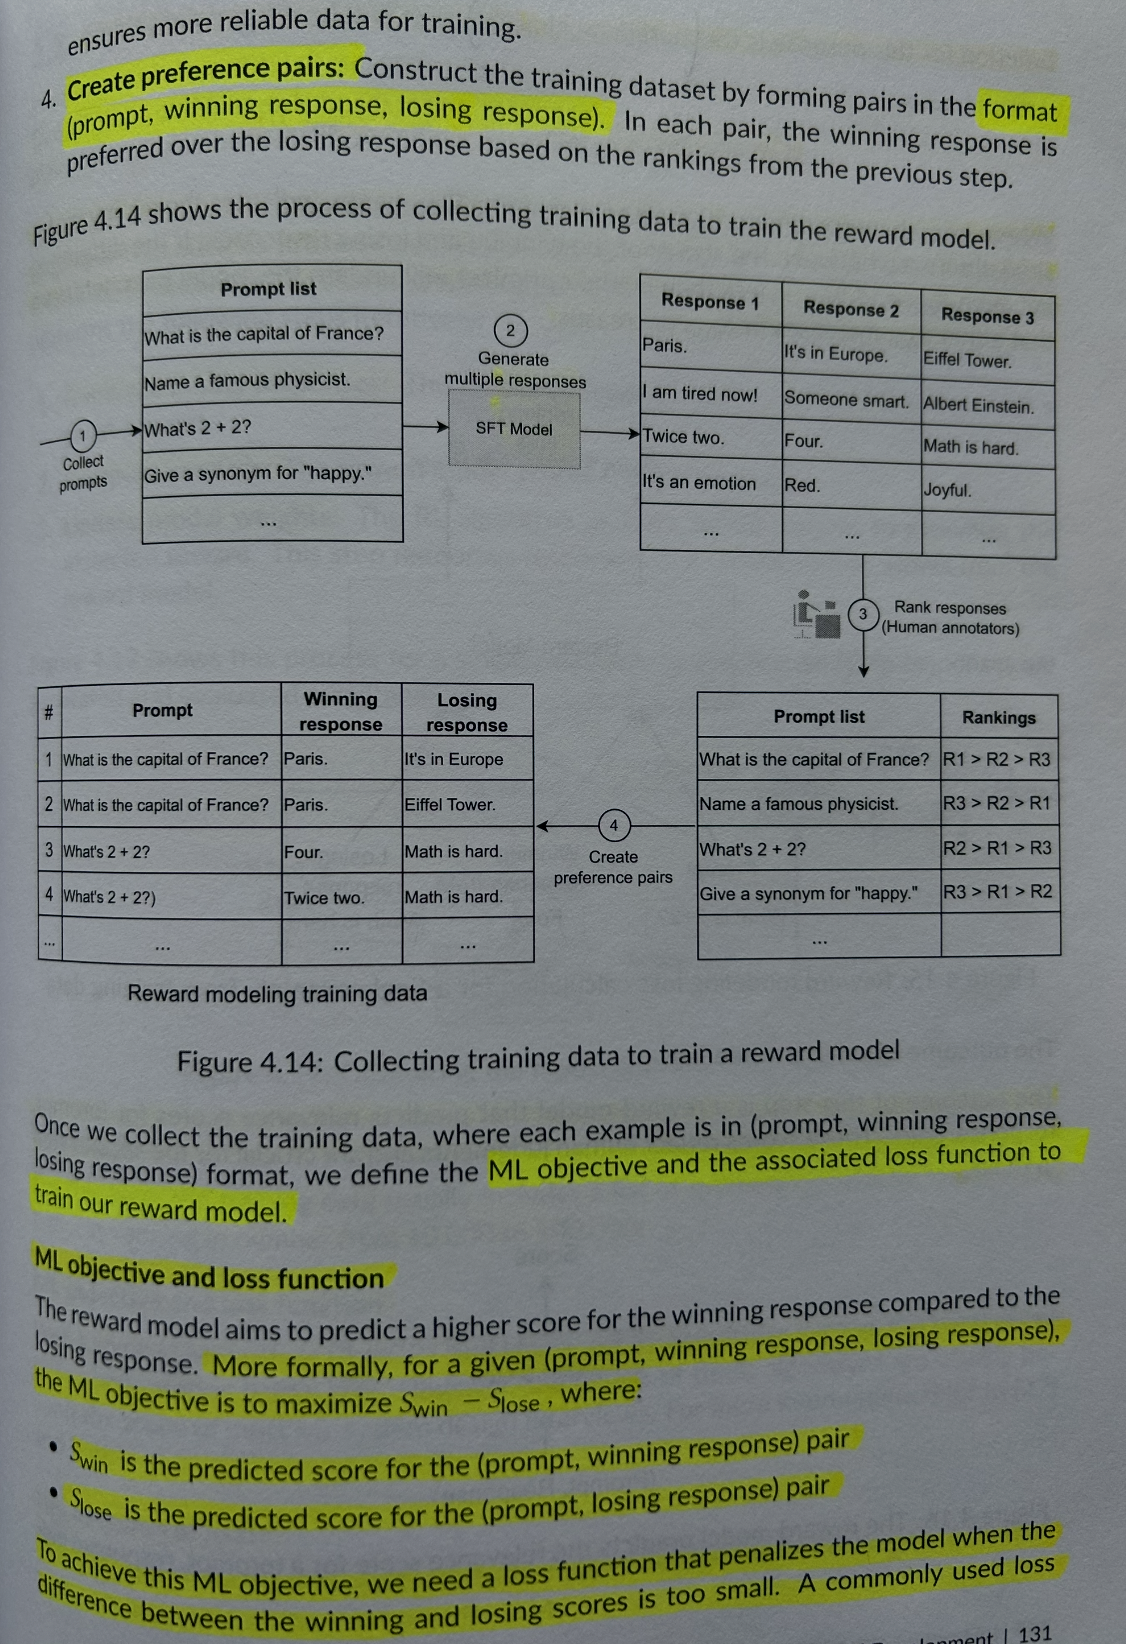 ensures more reliable data for training.
4. Create preference pairs: Construct the training dataset by forming pairs in the format
(prompt, winning response, losing response). In each pair, the winning response is
preferred over the losing response based on the rankings from the previous step.
Figure 4.14 shows the process of collecting training data to train the reward model.
1
Collect
prompts
Prompt list
What is the capital of France?
Name a famous physicist.
What's 2 + 2?
Give a synonym for "happy."
...
2
Generate
multiple responses
SFT Model
Response 1 Response 2 Response 3
Paris. It's in Europe. Eiffel Tower.
I am tired now! Someone smart. Albert Einstein.
Twice two. Four. Math is hard.
It's an emotion Red. Joyful.
... ... ...
3
Rank responses
(Human annotators)
Prompt list Rankings
What is the capital of France? R1 > R2 > R3
Name a famous physicist. R3 > R2 > R1
What's 2 + 2? R2 > R1 > R3
Give a synonym for "happy." R3 > R1 > R2
...
4
Create
preference pairs
# Prompt Winning response Losing response
1 What is the capital of France? Paris. It's in Europe
2 What is the capital of France? Paris. Eiffel Tower.
3 What's 2 + 2? Four. Math is hard.
4 What's 2 + 2?) Twice two. Math is hard.
... ... ... ...
Reward modeling training data
Figure 4.14: Collecting training data to train a reward model
Once we collect the training data, where each example is in (prompt, winning response,
losing response) format, we define the ML objective and the associated loss function to
train our reward model.
ML objective and loss function
The reward model aims to predict a higher score for the winning response compared to the
losing response. More formally, for a given (prompt, winning response, losing response),
the ML objective is to maximize S_win − S_lose, where:
• S_win is the predicted score for the (prompt, winning response) pair
• S_lose is the predicted score for the (prompt, losing response) pair
To achieve this ML objective, we need a loss function that penalizes the model when the
difference between the winning and losing scores is too small. A commonly used loss
| 131